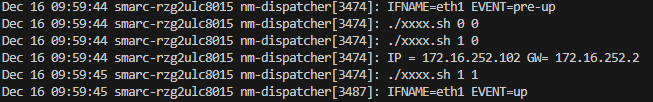 Dec 16 09:59:44 smarc-rzg2ulc8015 nm-dispatcher[3474]: IFNAME=eth1 EVENT=pre-up
Dec 16 09:59:44 smarc-rzg2ulc8015 nm-dispatcher[3474]: ./xxxx.sh 0 0
Dec 16 09:59:44 smarc-rzg2ulc8015 nm-dispatcher[3474]: ./xxxx.sh 1 0
Dec 16 09:59:44 smarc-rzg2ulc8015 nm-dispatcher[3474]: IP = 172.16.252.102 GW= 172.16.252.2
Dec 16 09:59:45 smarc-rzg2ulc8015 nm-dispatcher[3474]: ./xxxx.sh 1 1
Dec 16 09:59:45 smarc-rzg2ulc8015 nm-dispatcher[3487]: IFNAME=eth1 EVENT=up